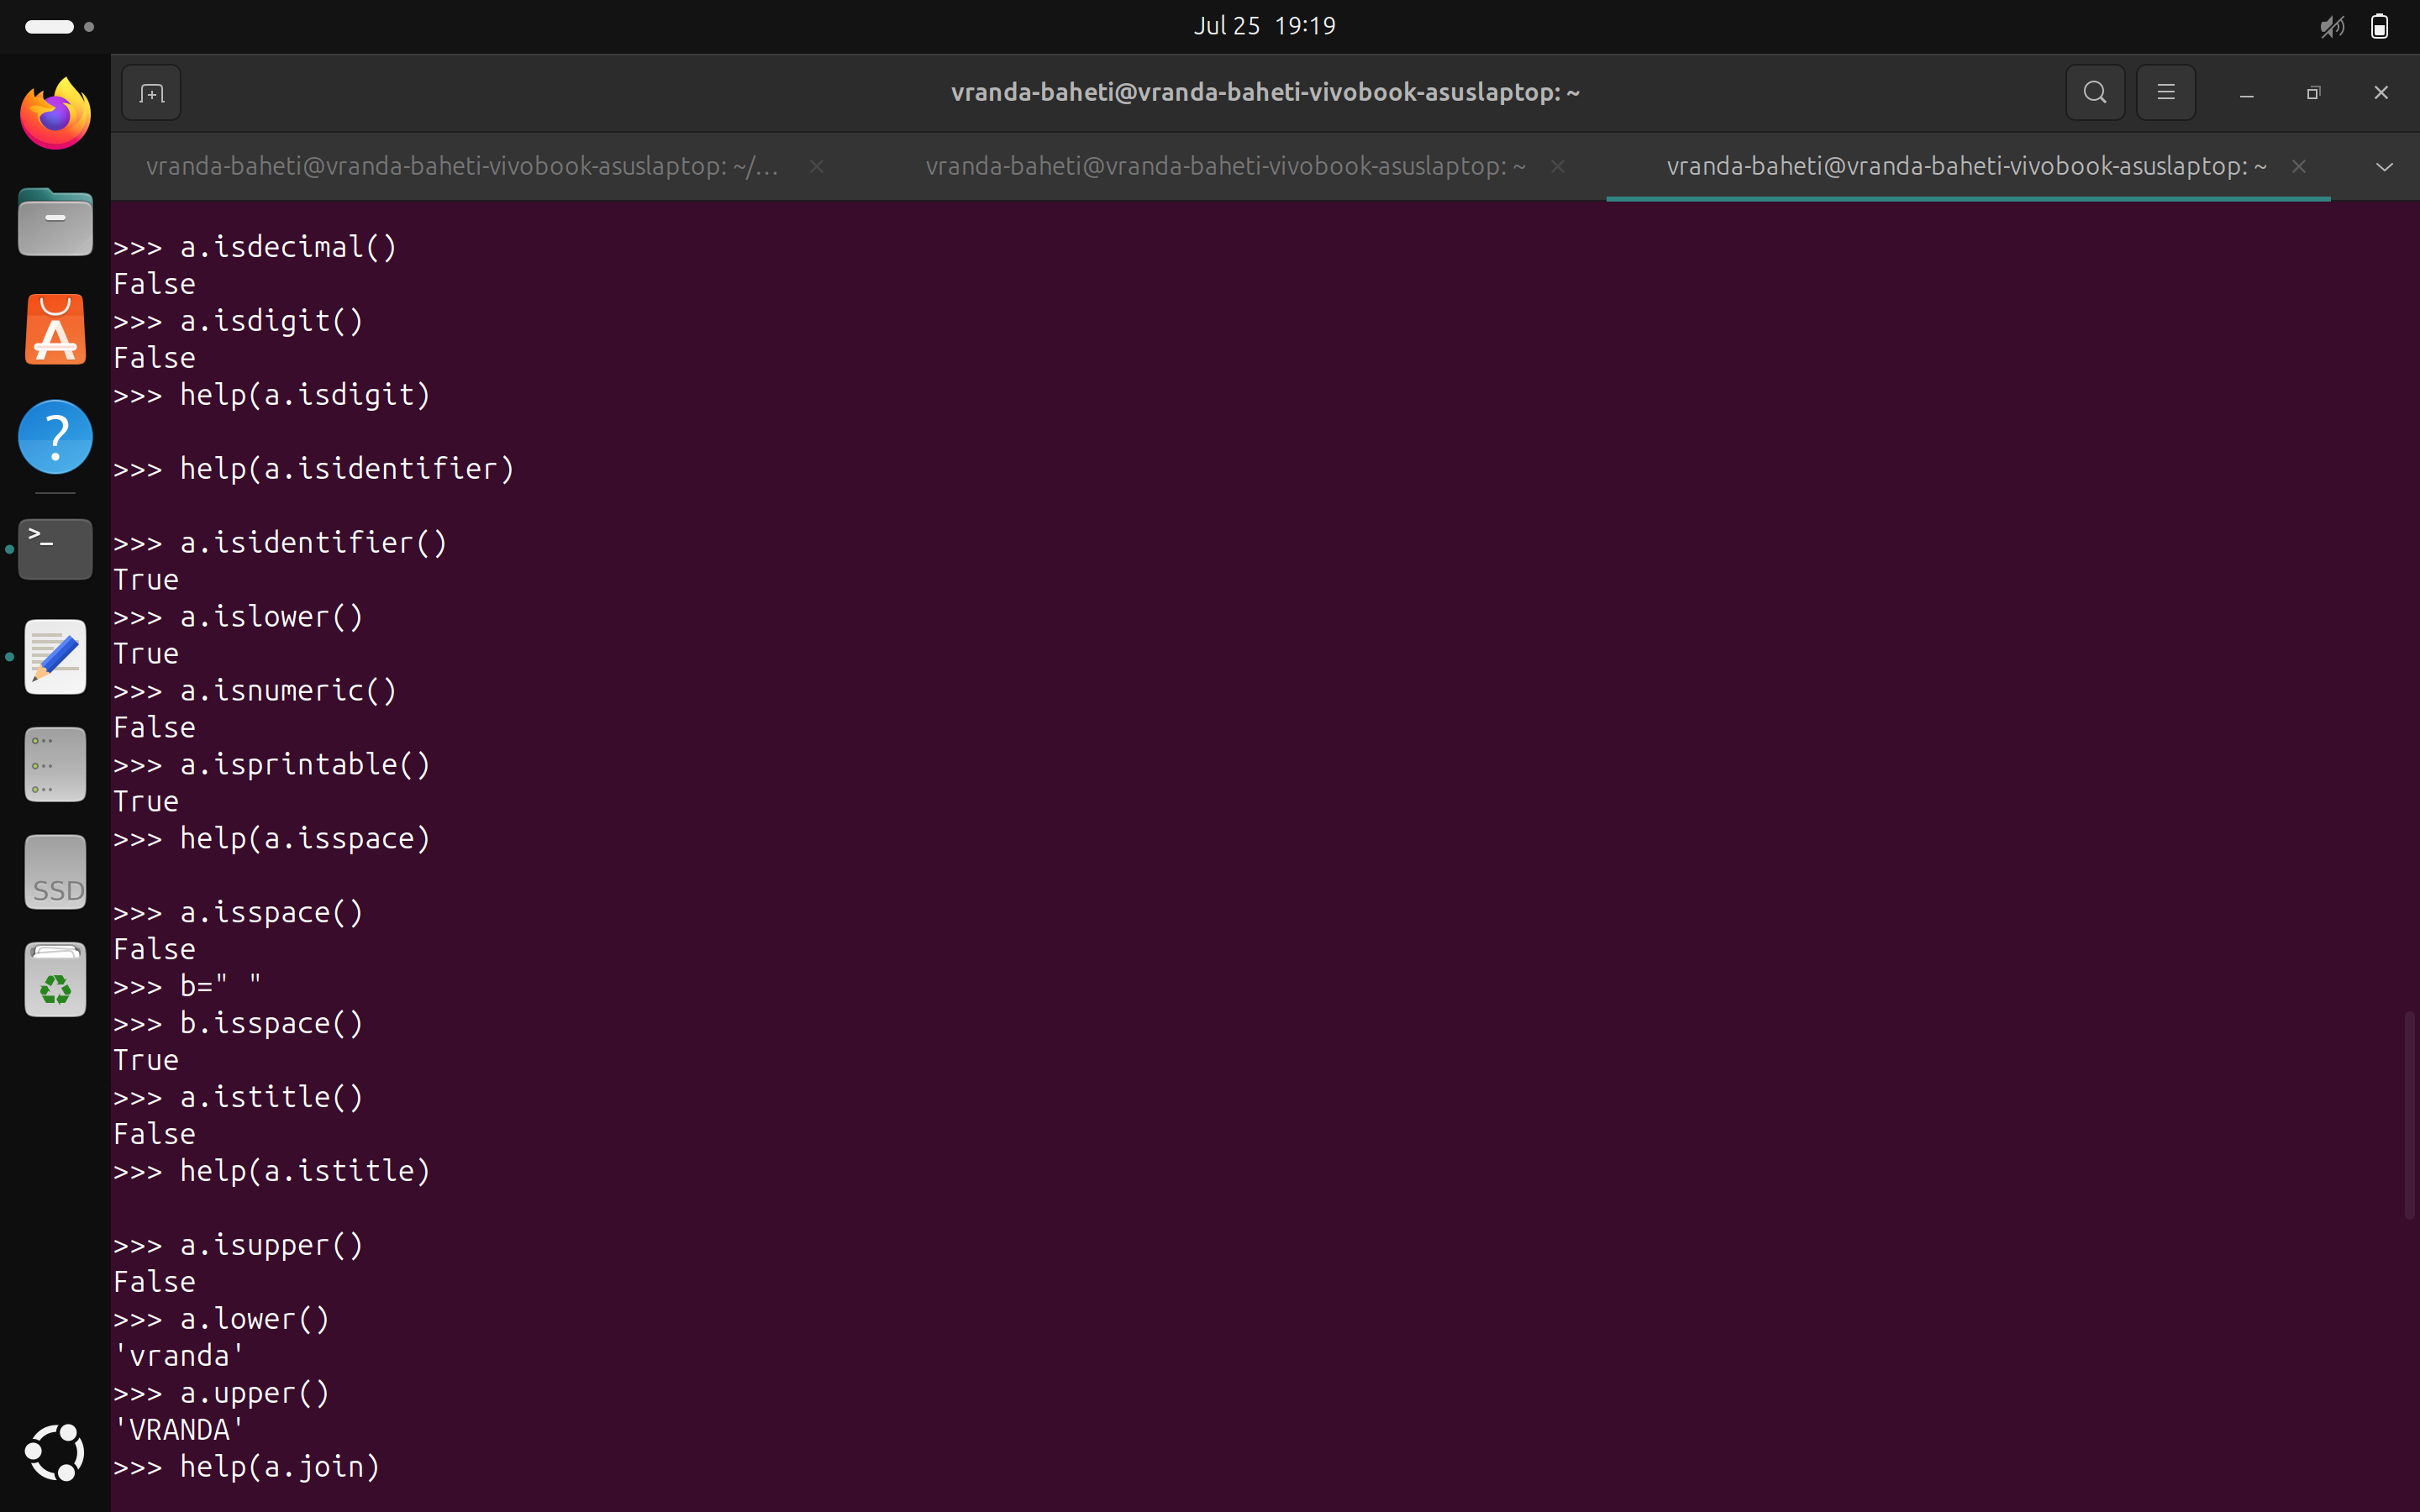 Jul 25 19:19
vranda-baheti@vranda-baheti-vivobook-asuslaptop: ~
vranda-baheti@vranda-baheti-vivobook-asuslaptop: ~/...
vranda-baheti@vranda-baheti-vivobook-asuslaptop: ~
vranda-baheti@vranda-baheti-vivobook-asuslaptop: ~
>>> a.isdecimal()
False
>>> a.isdigit()
False
>>> help(a.isdigit)
>>> help(a.isidentifier)
>>> a.isidentifier()
True
>>> a.islower()
True
>>> a.isnumeric()
False
>>> a.isprintable()
True
>>> help(a.isspace)
>>> a.isspace()
False
>>> b=" "
>>> b.isspace()
True
>>> a.istitle()
False
>>> help(a.istitle)
>>> a.isupper()
False
>>> a.lower()
'vranda'
>>> a.upper()
'VRANDA'
>>> help(a.join)
SSD